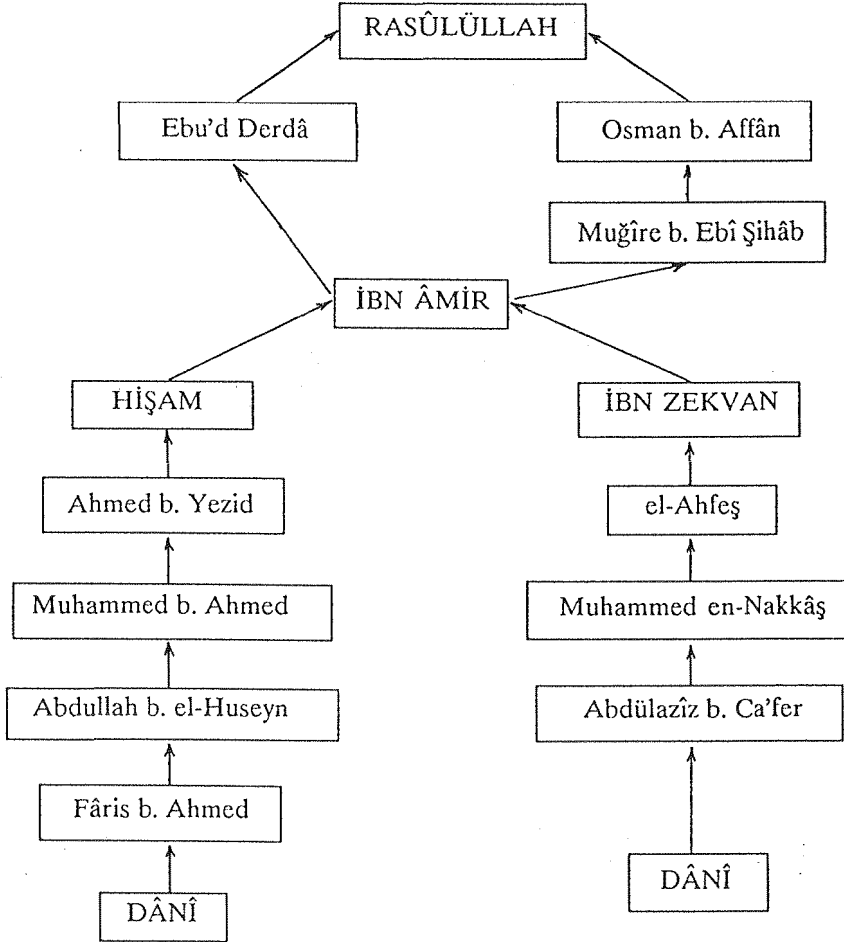 RASÛLÜLLAH
Ebu'd Derdâ
Osman b. Affân
Muğîre b. Ebî Şihâb
İBN ÂMİR
HİŞAM
İBN ZEKVAN
Ahmed b. Yezid
el-Ahfeş
Muhammed b. Ahmed
Muhammed en-Nakkâş
Abdullah b. el-Huseyn
Abdülazîz b. Ca'fer
Fâris b. Ahmed
DÂNÎ
DÂNÎ